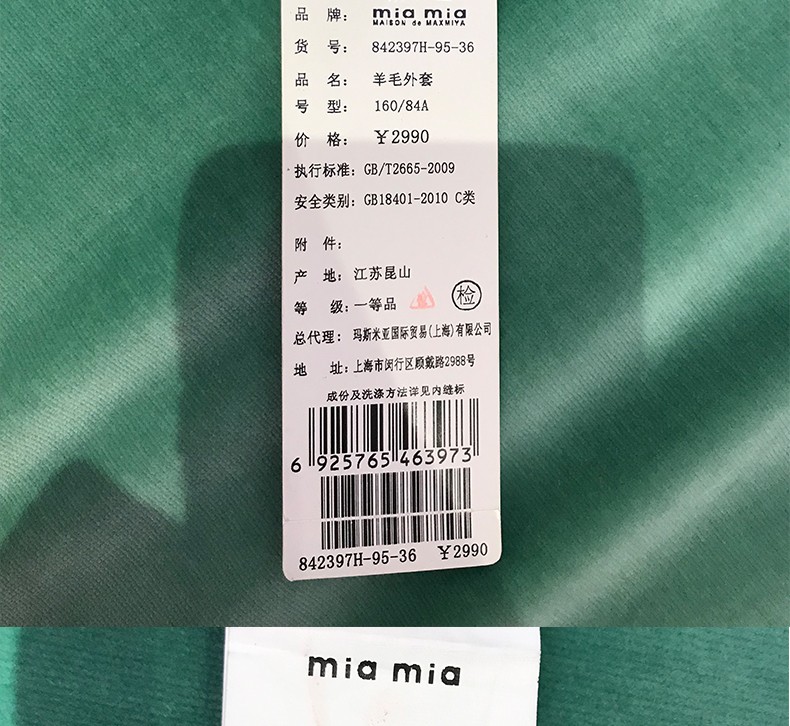 品 牌: mia mia
MAISON de MAXMIYA
货 号: 842397H-95-36
品 名: 羊毛外套
号 型: 160/84A
价 格: ￥2990
执行标准: GB/T2665-2009
安全类别: GB18401-2010 C类
附 件:
产 地: 江苏昆山
等 级: 一等品 检
总代理: 玛斯米亚国际贸易(上海)有限公司
地 址: 上海市闵行区顾戴路2988号
成份及洗涤方法详见内缝标
6 925765 463973
842397H-95-36 ￥2990
mia mia